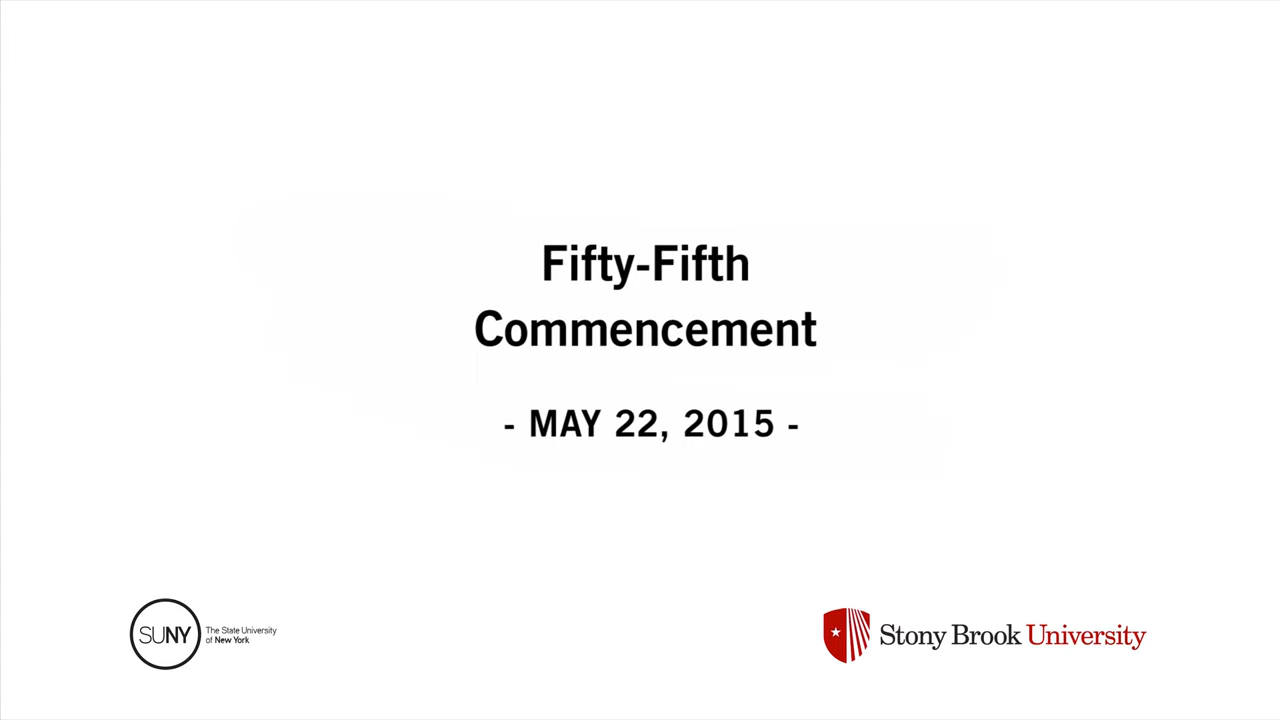 Fifty-Fifth
Commencement
- MAY 22, 2015 -
SUNY
The State University
of New York
Stony Brook University